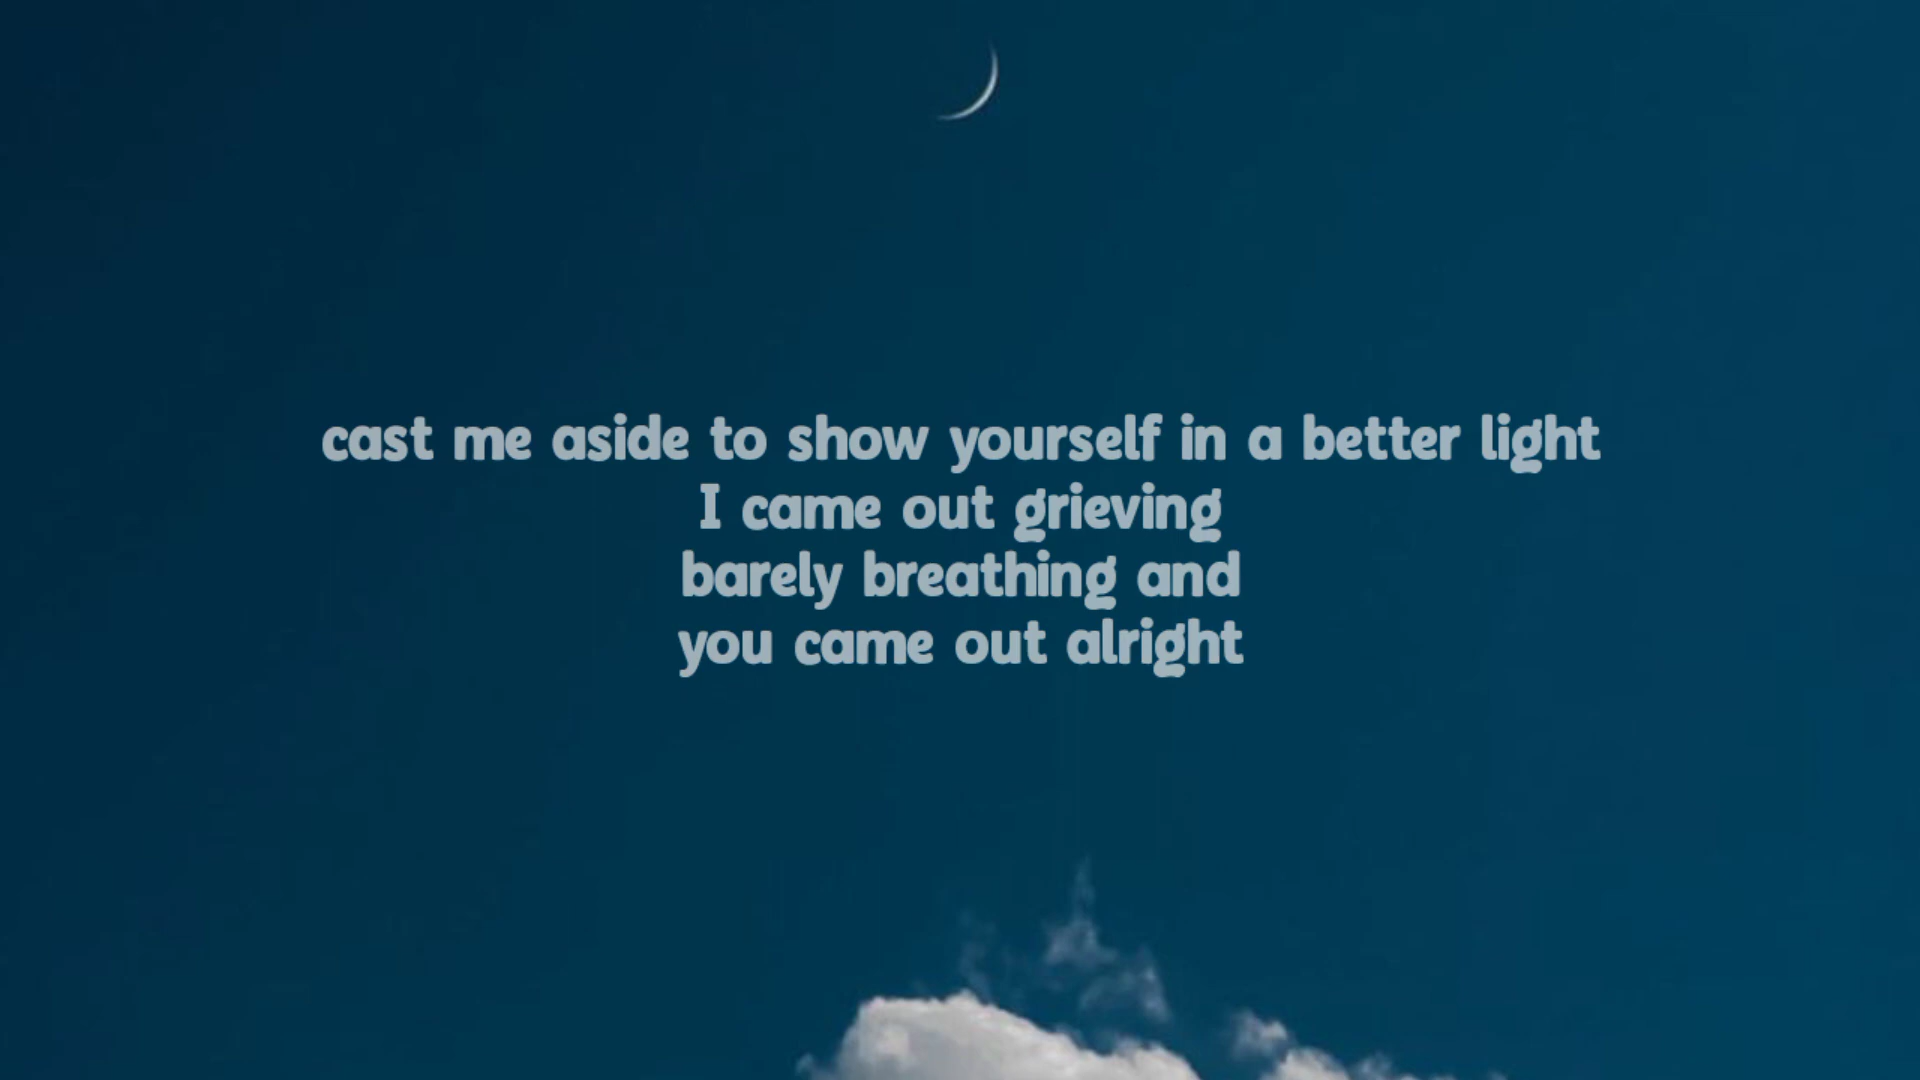 cast me aside to show yourself in a better light
I came out grieving
barely breathing and
you came out alright